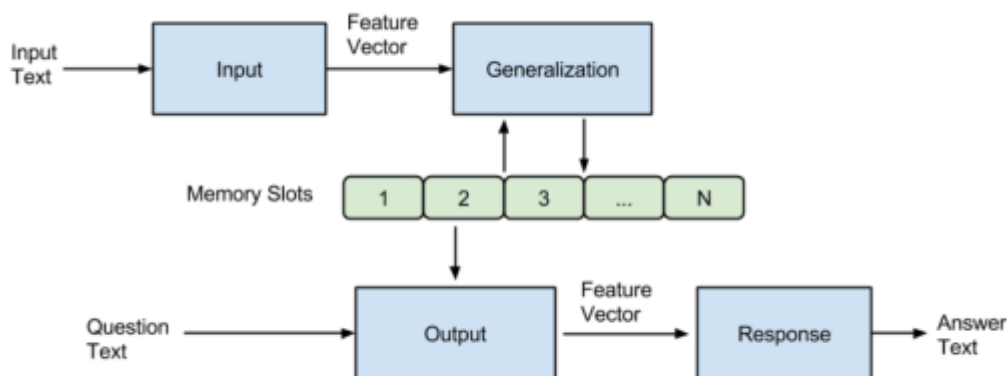 Input
Text
Input
Feature
Vector
Generalization
Memory Slots
1
2
3
...
N
Question
Text
Output
Feature
Vector
Response
Answer
Text